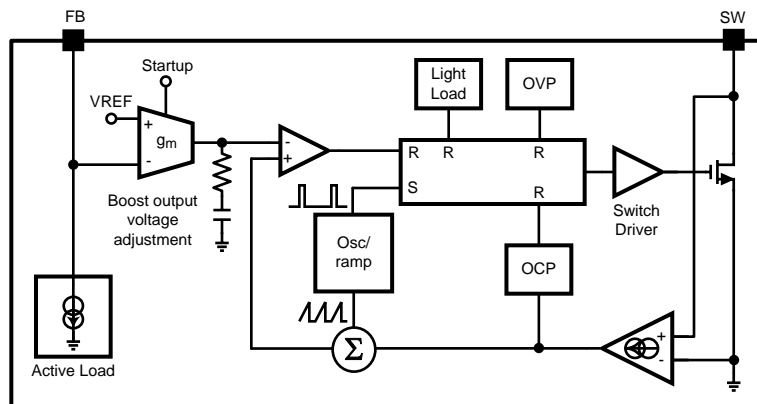 FB
SW
Startup
VREF
+
gm
-
Light
Load
OVP
-
+
R
R
R
S
R
Boost output
voltage
adjustment
Switch
Driver
Osc/
ramp
OCP
Σ
+
-
Active Load